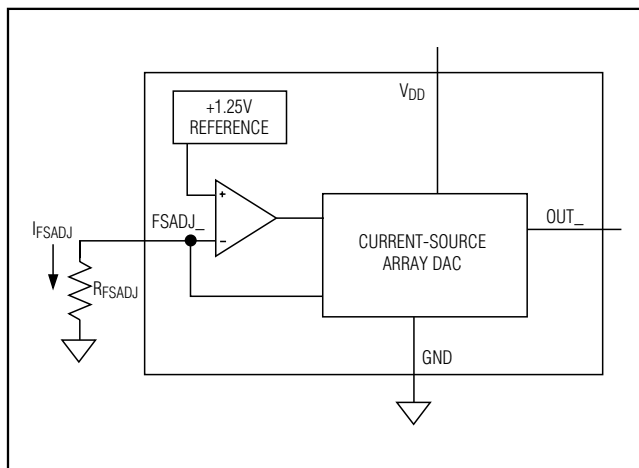 +1.25V
REFERENCE
VDD
+
FSADJ_
−
IFSADJ
RFSADJ
CURRENT-SOURCE
ARRAY DAC
OUT_
GND